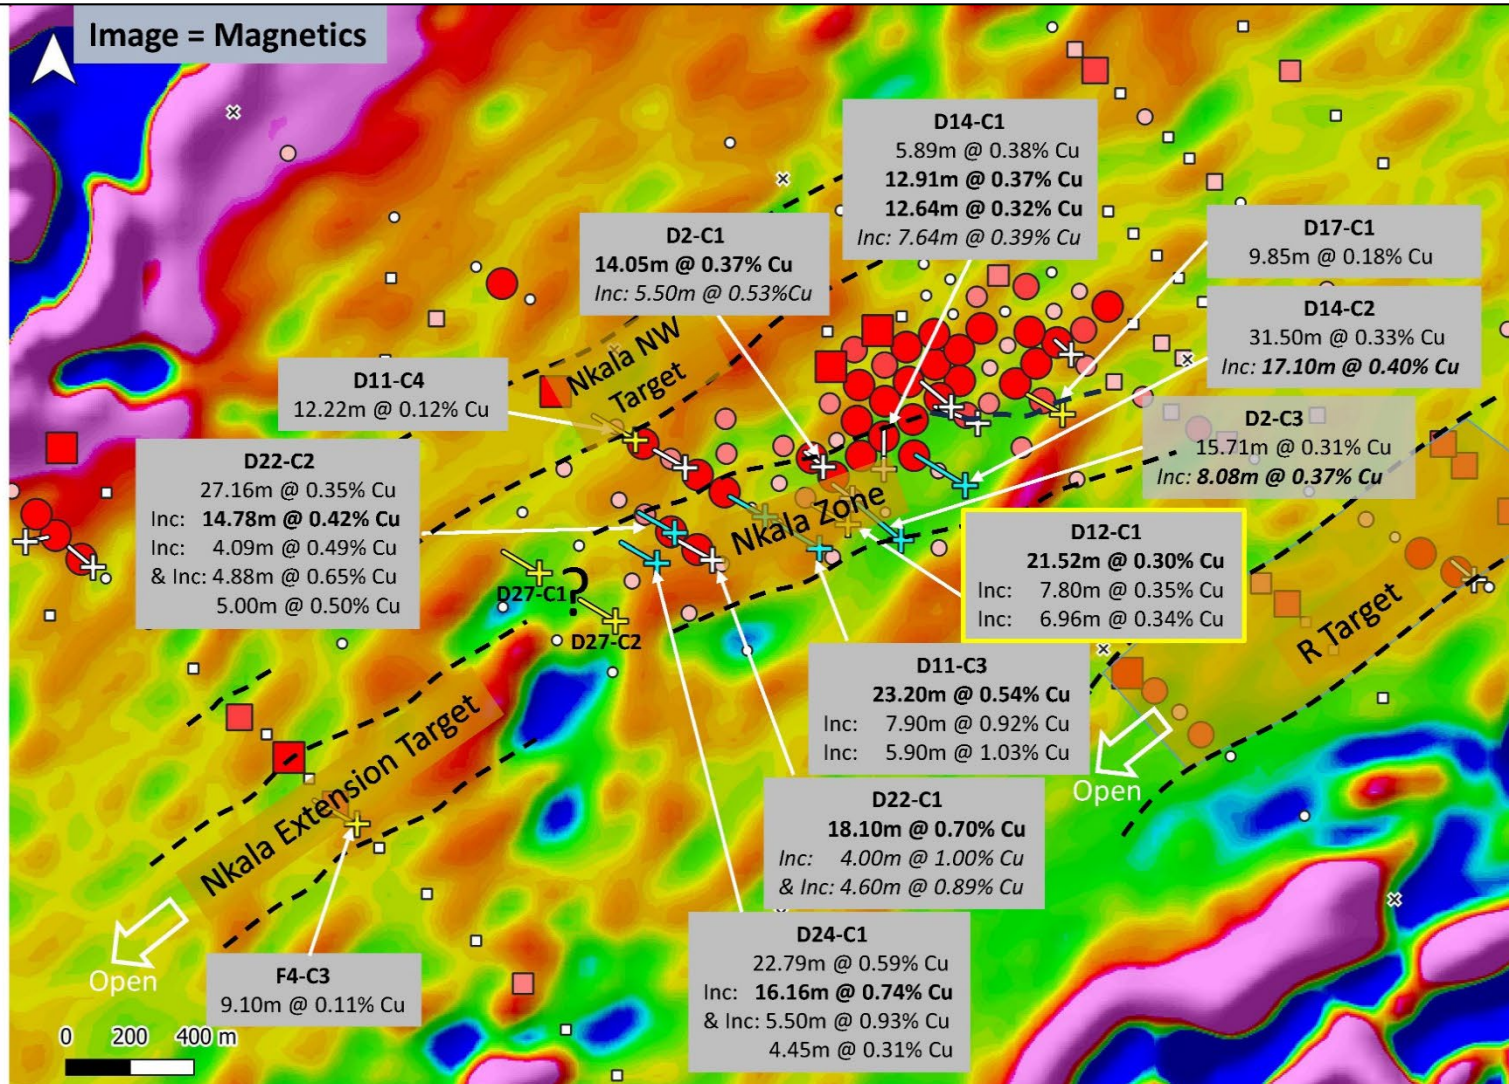 Image = Magnetics
D14-C1
5.89m @ 0.38% Cu
12.91m @ 0.37% Cu
12.64m @ 0.32% Cu
Inc: 7.64m @ 0.39% Cu
D2-C1
14.05m @ 0.37% Cu
Inc: 5.50m @ 0.53%Cu
D17-C1
9.85m @ 0.18% Cu
D14-C2
31.50m @ 0.33% Cu
Inc: 17.10m @ 0.40% Cu
Nkala NW
Target
D11-C4
12.22m @ 0.12% Cu
D2-C3
15.71m @ 0.31% Cu
Inc: 8.08m @ 0.37% Cu
D22-C2
27.16m @ 0.35% Cu
Inc: 14.78m @ 0.42% Cu
Inc: 4.09m @ 0.49% Cu
& Inc: 4.88m @ 0.65% Cu
5.00m @ 0.50% Cu
Nkala Zone
D12-C1
21.52m @ 0.30% Cu
Inc: 7.80m @ 0.35% Cu
Inc: 6.96m @ 0.34% Cu
D27-C1
?
D27-C2
R Target
D11-C3
23.20m @ 0.54% Cu
Inc: 7.90m @ 0.92% Cu
Inc: 5.90m @ 1.03% Cu
Open
Nkala Extension Target
D22-C1
18.10m @ 0.70% Cu
Inc: 4.00m @ 1.00% Cu
& Inc: 4.60m @ 0.89% Cu
D24-C1
22.79m @ 0.59% Cu
Inc: 16.16m @ 0.74% Cu
& Inc: 5.50m @ 0.93% Cu
4.45m @ 0.31% Cu
Open
F4-C3
9.10m @ 0.11% Cu
0 200 400 m